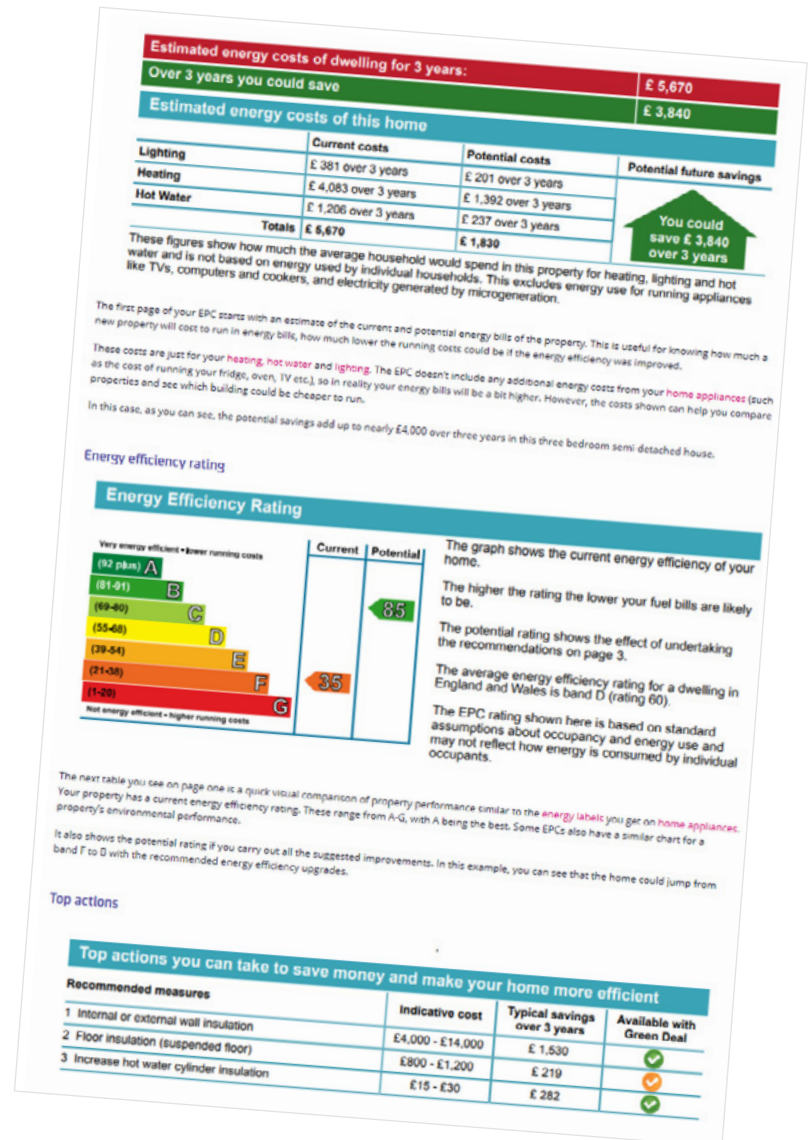 Estimated energy costs of dwelling for 3 years: £ 5,670
Over 3 years you could save £ 3,840
Estimated energy costs of this home
Current costs Potential costs Potential future savings
Lighting £ 381 over 3 years £ 201 over 3 years
Heating £ 4,083 over 3 years £ 1,392 over 3 years
Hot Water £ 1,206 over 3 years £ 237 over 3 years
Totals £ 5,670 £ 1,830
You could
save £ 3,840
over 3 years
These figures show how much the average household would spend in this property for heating, lighting and hot
water and is not based on energy used by individual households. This excludes energy use for running appliances
like TVs, computers and cookers, and electricity generated by microgeneration.
The first page of your EPC starts with an estimate of the current and potential energy bills of the property. This is useful for knowing how much a
new property will cost to run in energy bills, how much lower the running costs could be if the energy efficiency was improved.
These costs are just for your heating, hot water and lighting. The EPC doesn't include any additional energy costs from your home appliances (such
as the cost of running your fridge, oven, TV etc.), so in reality your energy bills will be a bit higher. However, the costs shown can help you compare
properties and see which building could be cheaper to run.
In this case, as you can see, the potential savings add up to nearly £4,000 over three years in this three bedroom semi detached house.
Energy efficiency rating
Energy Efficiency Rating
Very energy efficient • lower running costs Current Potential
(92 plus) A
(81-91) B
(69-80) C
(55-68) D
(39-54) E
(21-38) F
(1-20) G
Not energy efficient • higher running costs
85
35
The graph shows the current energy efficiency of your
home.
The higher the rating the lower your fuel bills are likely
to be.
The potential rating shows the effect of undertaking
the recommendations on page 3.
The average energy efficiency rating for a dwelling in
England and Wales is band D (rating 60).
The EPC rating shown here is based on standard
assumptions about occupancy and energy use and
may not reflect how energy is consumed by individual
occupants.
The next table you see on page one is a quick visual comparison of property performance similar to the energy labels you get on home appliances.
Your property has a current energy efficiency rating. These range from A-G, with A being the best. Some EPCs also have a similar chart for a
property's environmental performance.
It also shows the potential rating if you carry out all the suggested improvements. In this example, you can see that the home could jump from
band F to B with the recommended energy efficiency upgrades.
Top actions
Top actions you can take to save money and make your home more efficient
Recommended measures Indicative cost Typical savings over 3 years Available with Green Deal
1 Internal or external wall insulation £4,000 - £14,000 £ 1,530
2 Floor insulation (suspended floor) £800 - £1,200 £ 219
3 Increase hot water cylinder insulation £15 - £30 £ 282